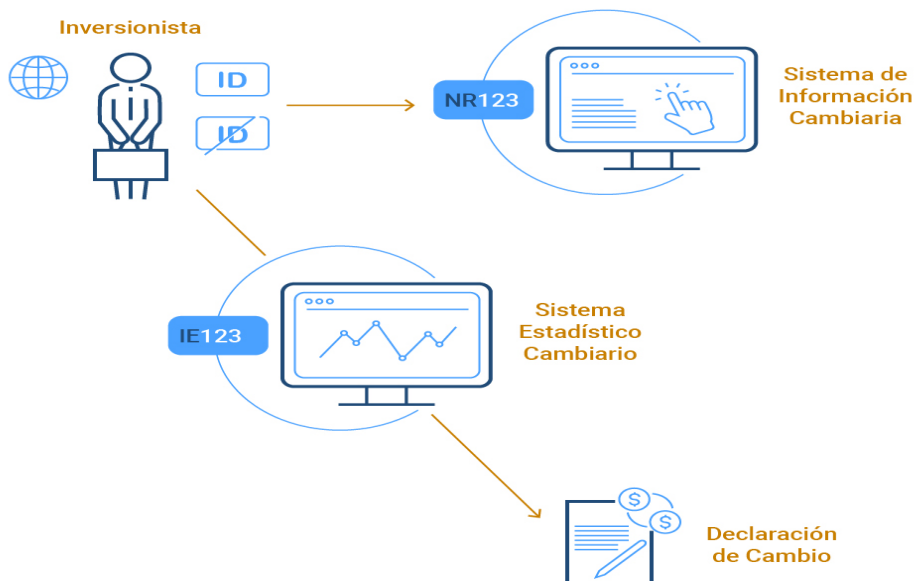 Inversionista
ID
ID
NR123
Sistema de
Información
Cambiaria
IE123
Sistema
Estadístico
Cambiario
$
$
Declaración
de Cambio